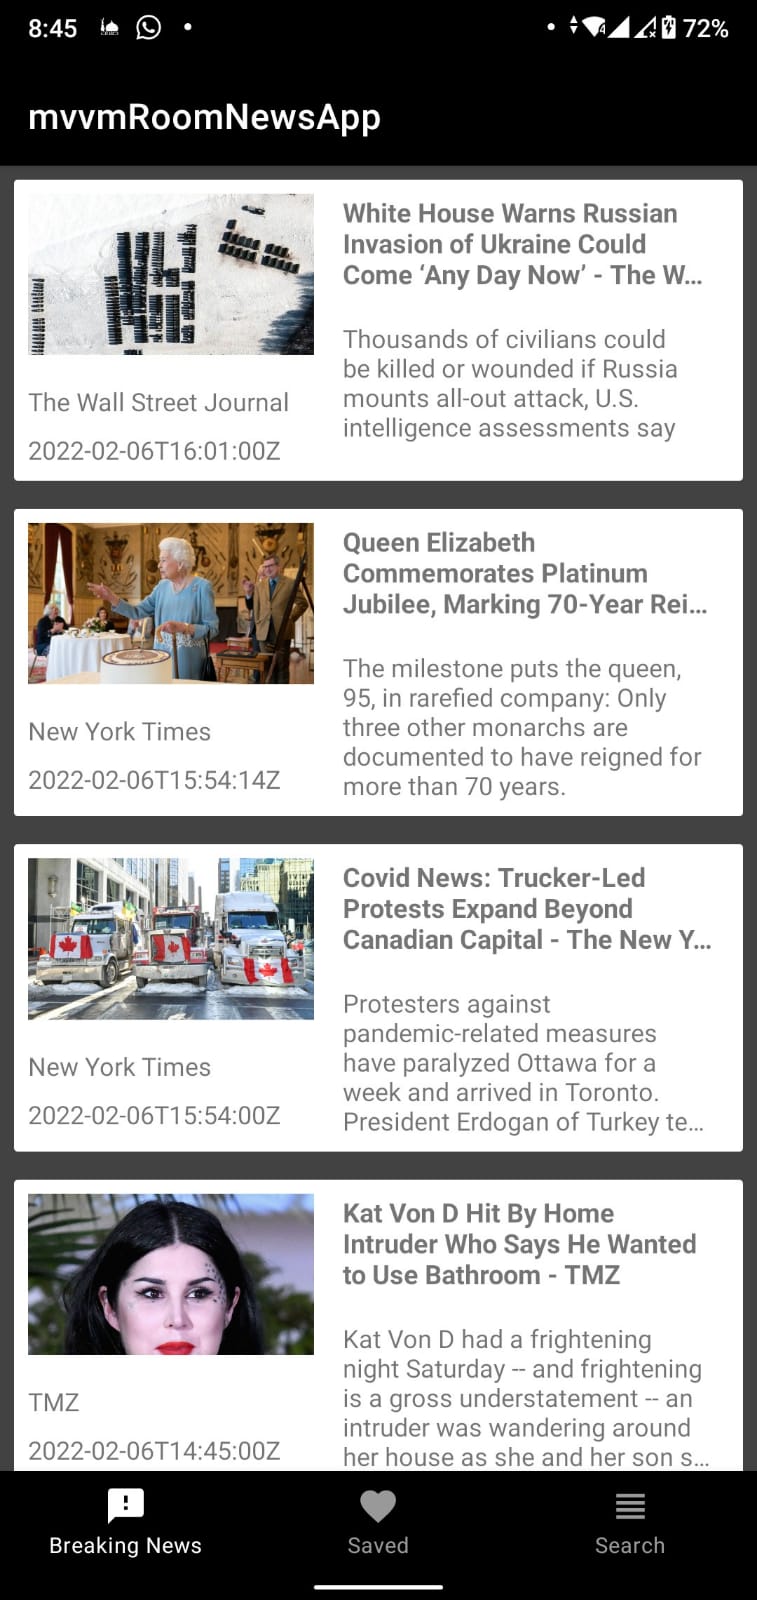 8:45
72%
mvvmRoomNewsApp
White House Warns Russian
Invasion of Ukraine Could
Come ‘Any Day Now’ - The W...
Thousands of civilians could
be killed or wounded if Russia
mounts all-out attack, U.S.
intelligence assessments say
The Wall Street Journal
2022-02-06T16:01:00Z
Queen Elizabeth
Commemorates Platinum
Jubilee, Marking 70-Year Rei...
The milestone puts the queen,
95, in rarefied company: Only
three other monarchs are
documented to have reigned for
more than 70 years.
New York Times
2022-02-06T15:54:14Z
Covid News: Trucker-Led
Protests Expand Beyond
Canadian Capital - The New Y...
Protesters against
pandemic-related measures
have paralyzed Ottawa for a
week and arrived in Toronto.
President Erdogan of Turkey te...
New York Times
2022-02-06T15:54:00Z
Kat Von D Hit By Home
Intruder Who Says He Wanted
to Use Bathroom - TMZ
Kat Von D had a frightening
night Saturday -- and frightening
is a gross understatement -- an
intruder was wandering around
her house as she and her son s...
TMZ
2022-02-06T14:45:00Z
Breaking News
Saved
Search